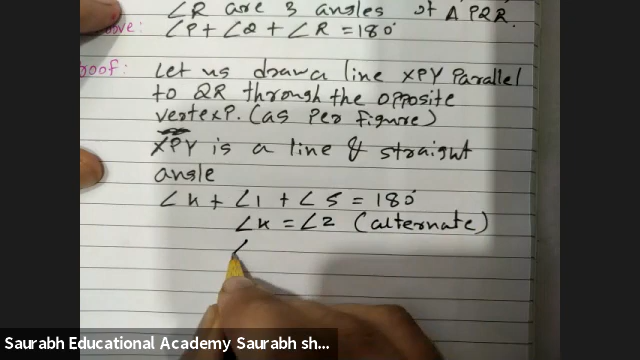 ∠R are 3 angles of Δ PQR.
ove: ∠P + ∠Q + ∠R = 180°
oof: Let us draw a line XPY Parallel
to QR through the opposite
vertex P. (as Per figure)
XPY is a line & straight
angle
∠4 + ∠1 + ∠5 = 180°
∠4 = ∠2 (alternate)
∠
Saurabh Educational Academy Saurabh sh...